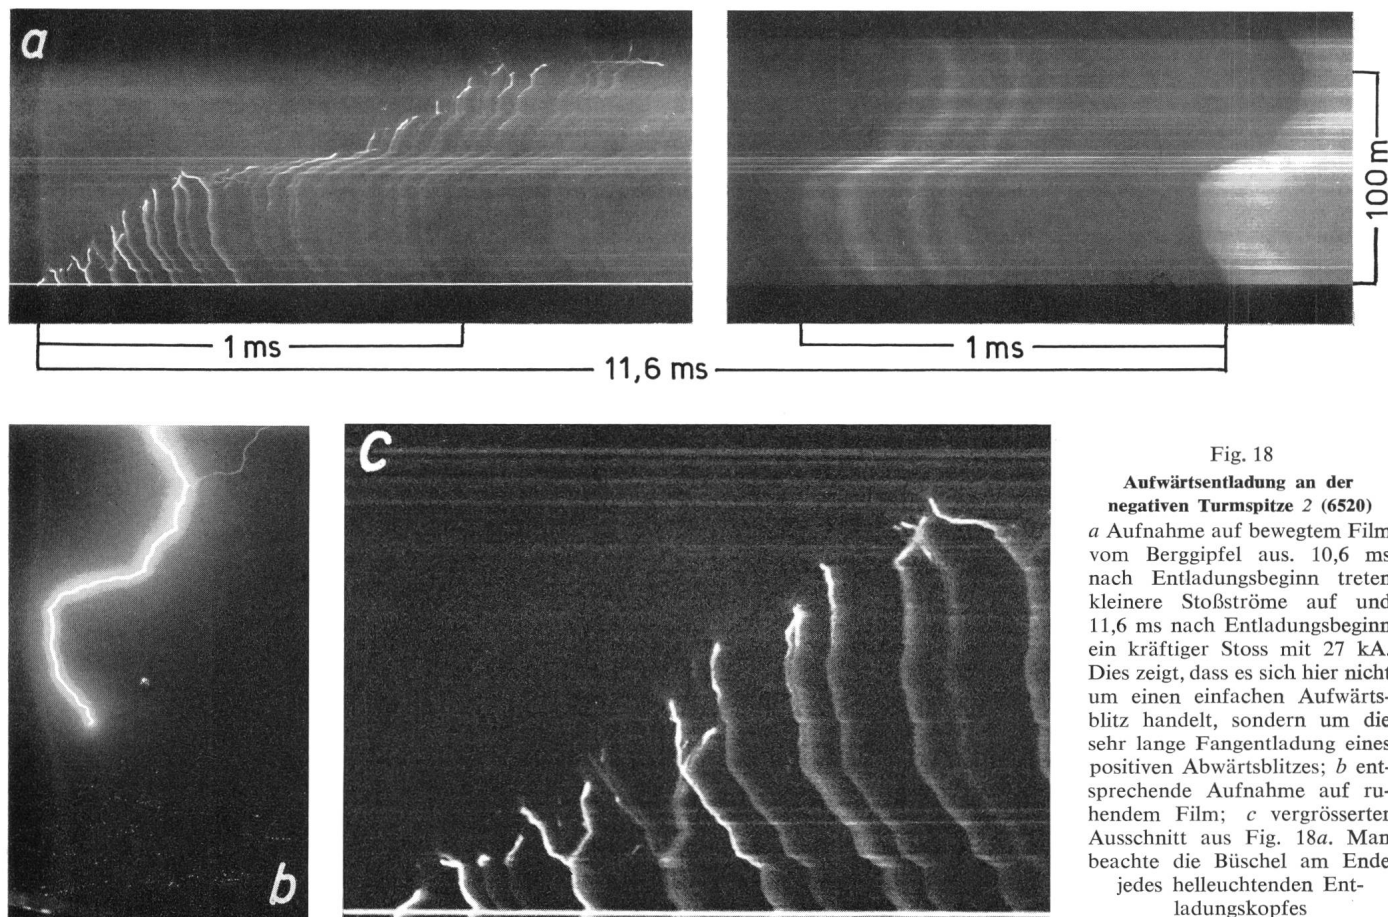 a
100 m
1 ms
1 ms
11,6 ms
b
c
Fig. 18
Aufwärtsentladung an der
negativen Turmspitze 2 (6520)
a Aufnahme auf bewegtem Film
vom Berggipfel aus. 10,6 ms
nach Entladungsbeginn treten
kleinere Stoßströme auf und
11,6 ms nach Entladungsbeginn
ein kräftiger Stoss mit 27 kA.
Dies zeigt, dass es sich hier nicht
um einen einfachen Aufwärts-
blitz handelt, sondern um die
sehr lange Fangentladung eines
positiven Abwärtsblitzes; b ent-
sprechende Aufnahme auf ru-
hendem Film; c vergrösserter
Ausschnitt aus Fig. 18a. Man
beachte die Büschel am Ende
jedes helleuchtenden Ent-
ladungskopfes